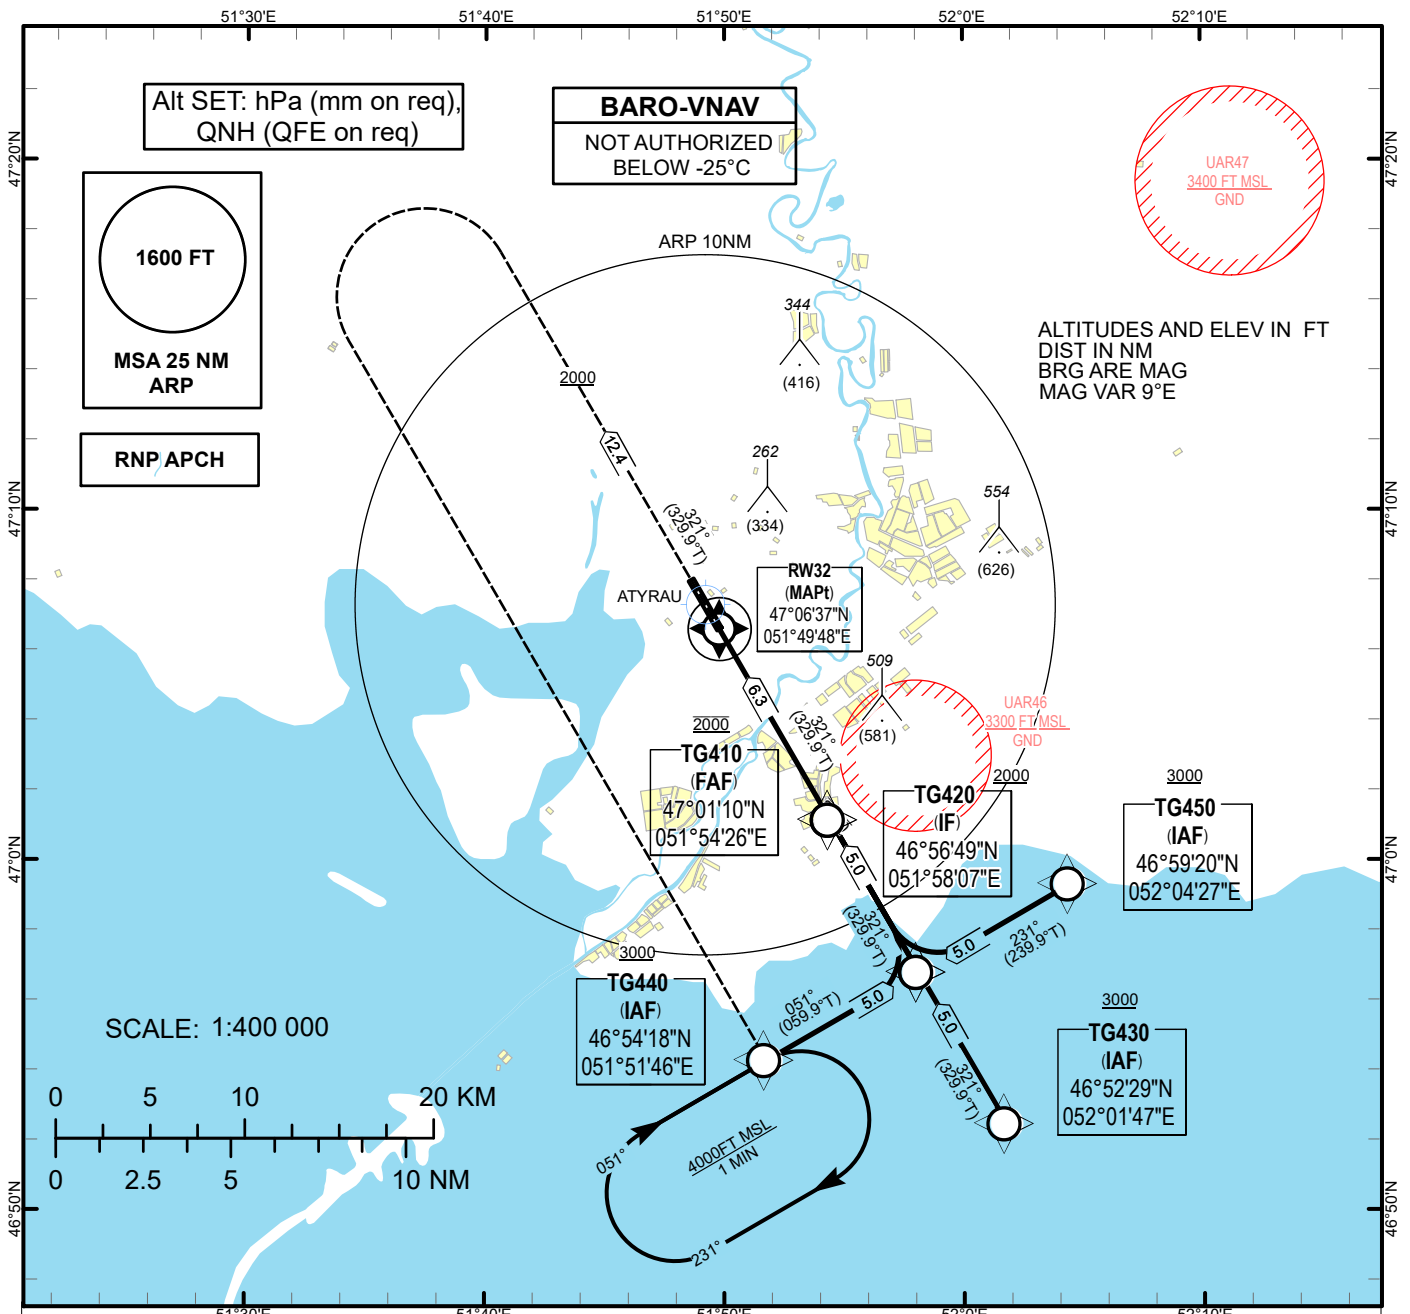 51°30'E
51°40'E
51°50'E
52°0'E
52°10'E
47°20'N
47°20'N
Alt SET: hPa (mm on req),
QNH (QFE on req)
BARO-VNAV
NOT AUTHORIZED
BELOW -25°C
UAR47
3400 FT MSL
GND
1600 FT
MSA 25 NM
ARP
ARP 10NM
344
(416)
ALTITUDES AND ELEV IN FT
DIST IN NM
BRG ARE MAG
MAG VAR 9°E
2000
RNP APCH
12.4
262
(334)
554
(626)
47°10'N
47°10'N
321°
(329.9°T)
ATYRAU
RW32
(MAPt)
47°06'37"N
051°49'48"E
6.3
509
(581)
UAR46
3300 FT MSL
GND
321°
(329.9°T)
2000
TG410
(FAF)
47°01'10"N
051°54'26"E
2000
TG420
(IF)
46°56'49"N
051°58'07"E
3000
TG450
(IAF)
46°59'20"N
052°04'27"E
47°0'N
47°0'N
5.0
321°
(329.9°T)
5.0
231°
(239.9°T)
3000
TG440
(IAF)
46°54'18"N
051°51'46"E
051°
(059.9°T)
5.0
5.0
321°
(329.9°T)
3000
TG430
(IAF)
46°52'29"N
052°01'47"E
SCALE: 1:400 000
0 5 10 20 KM
0 2.5 5 10 NM
051°
4000FT MSL
1 MIN
231°
46°50'N
46°50'N
51°30'E
51°40'E
51°50'E
52°0'E
52°10'E